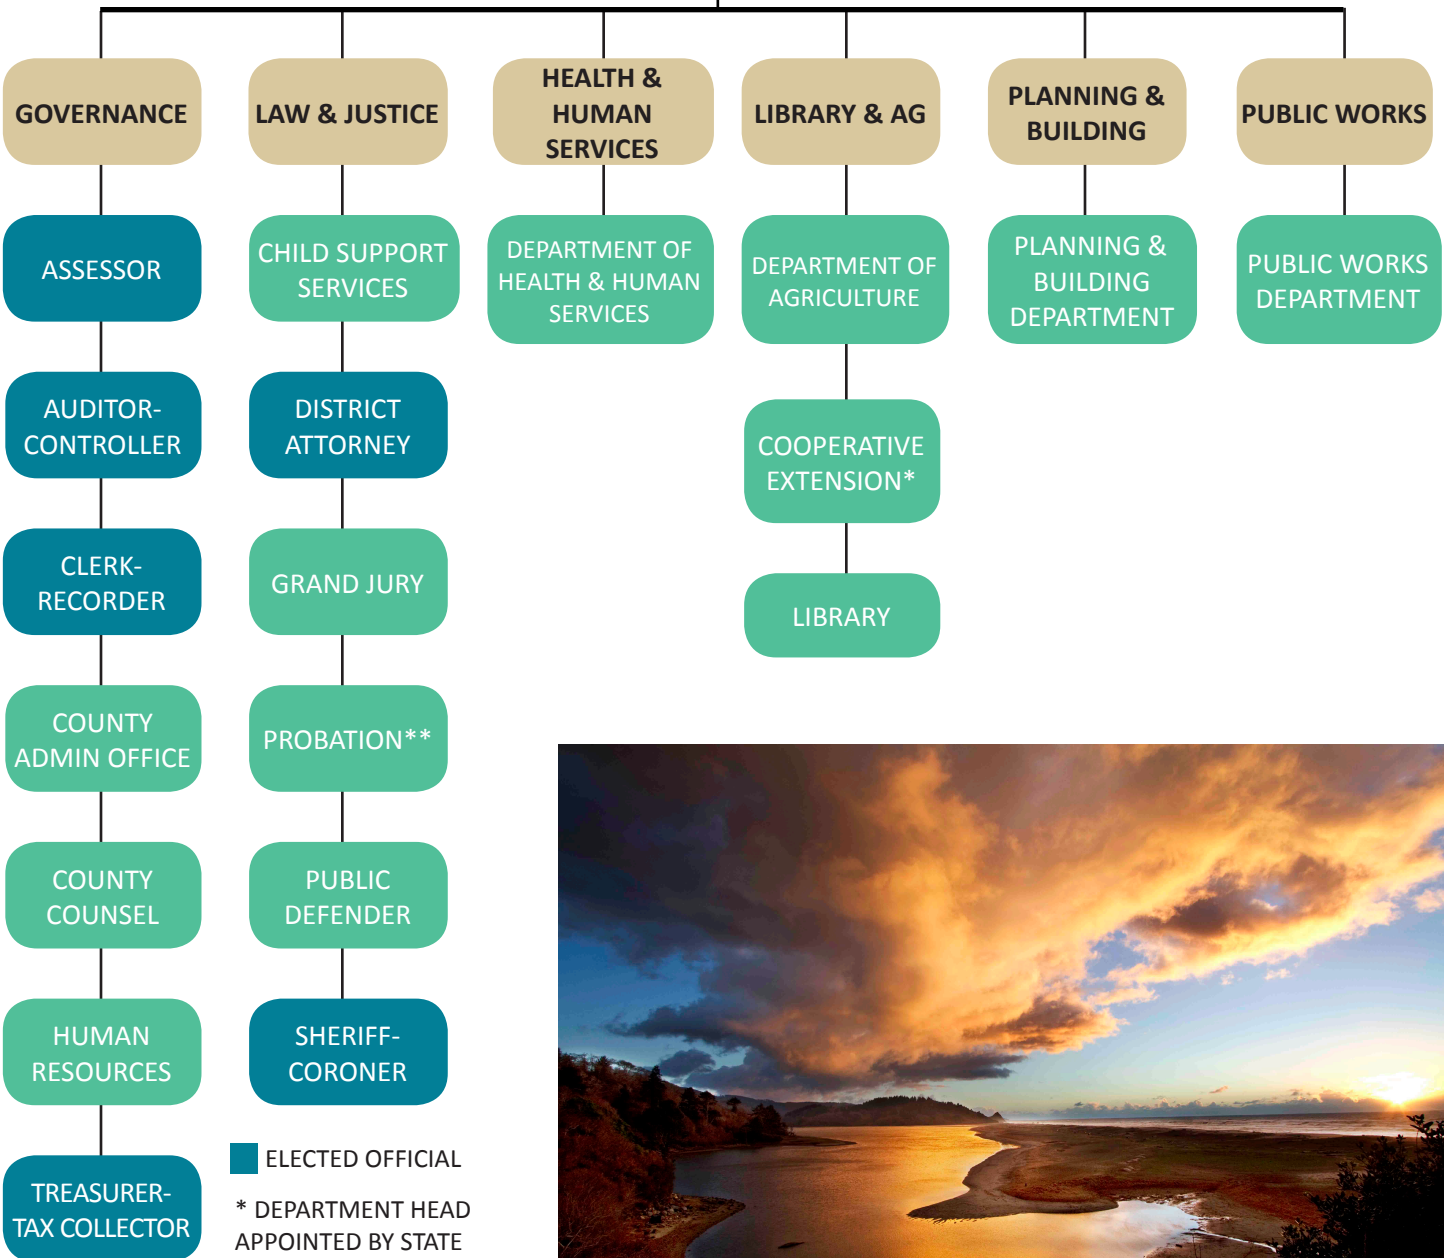 GOVERNANCE
LAW & JUSTICE
HEALTH &
HUMAN
SERVICES
LIBRARY & AG
PLANNING &
BUILDING
PUBLIC WORKS
ASSESSOR
AUDITOR-
CONTROLLER
CLERK-
RECORDER
COUNTY
ADMIN OFFICE
COUNTY
COUNSEL
HUMAN
RESOURCES
TREASURER-
TAX COLLECTOR
CHILD SUPPORT
SERVICES
DISTRICT
ATTORNEY
GRAND JURY
PROBATION**
PUBLIC
DEFENDER
SHERIFF-
CORONER
DEPARTMENT OF
HEALTH & HUMAN
SERVICES
DEPARTMENT OF
AGRICULTURE
COOPERATIVE
EXTENSION*
LIBRARY
PLANNING &
BUILDING
DEPARTMENT
PUBLIC WORKS
DEPARTMENT
ELECTED OFFICIAL
* DEPARTMENT HEAD
APPOINTED BY STATE